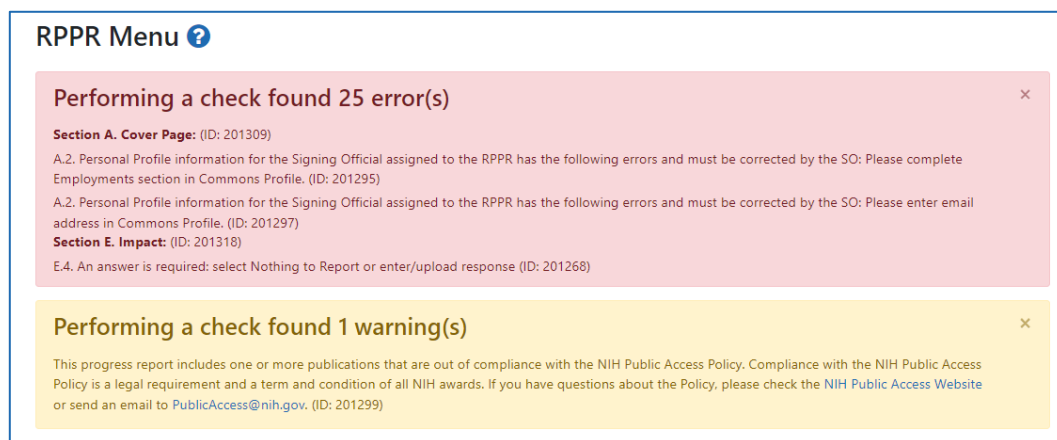 RPPR Menu ?
Performing a check found 25 error(s)
×
Section A. Cover Page: (ID: 201309)
A.2. Personal Profile information for the Signing Official assigned to the RPPR has the following errors and must be corrected by the SO: Please complete
Employments section in Commons Profile. (ID: 201295)
A.2. Personal Profile information for the Signing Official assigned to the RPPR has the following errors and must be corrected by the SO: Please enter email
address in Commons Profile. (ID: 201297)
Section E. Impact: (ID: 201318)
E.4. An answer is required: select Nothing to Report or enter/upload response (ID: 201268)
Performing a check found 1 warning(s)
×
This progress report includes one or more publications that are out of compliance with the NIH Public Access Policy. Compliance with the NIH Public Access
Policy is a legal requirement and a term and condition of all NIH awards. If you have questions about the Policy, please check the NIH Public Access Website
or send an email to PublicAccess@nih.gov. (ID: 201299)